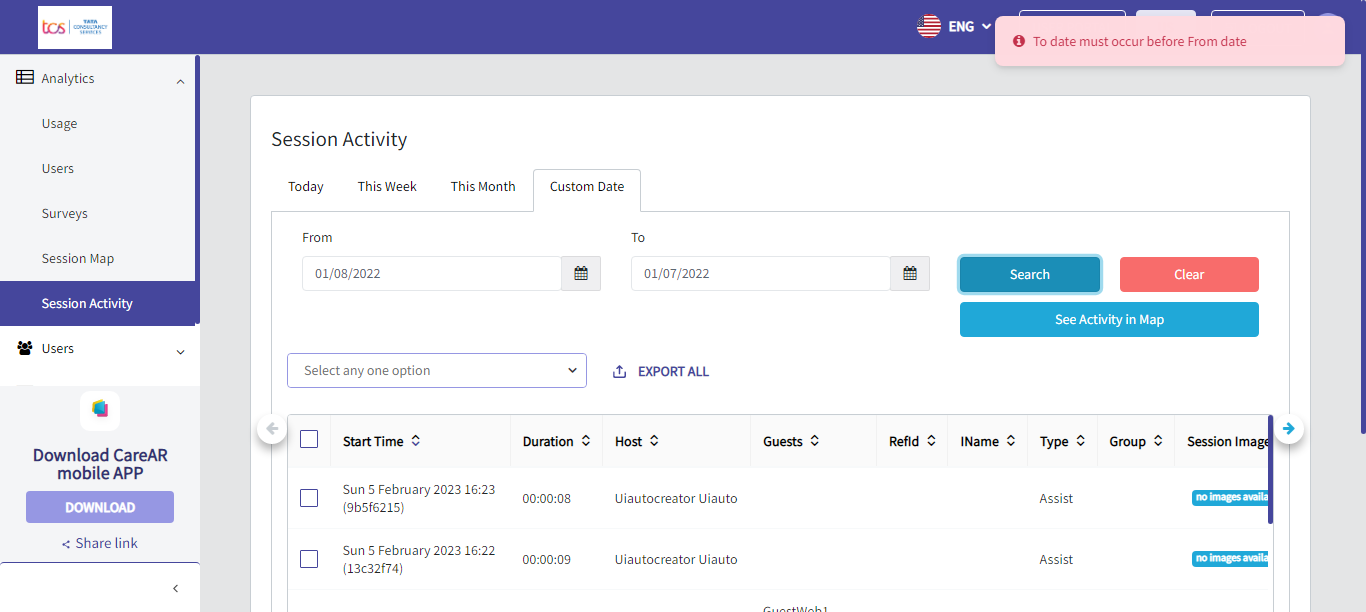 tcs TATA
CONSULTANCY
SERVICES
ENG
To date must occur before From date
Analytics
Usage
Users
Surveys
Session Map
Session Activity
Users
Download CareAR
mobile APP
DOWNLOAD
Share link
Session Activity
Today This Week This Month Custom Date
From To
01/08/2022 01/07/2022 Search Clear
See Activity in Map
Select any one option EXPORT ALL
Start Time Duration Host Guests RefId IName Type Group Session Image
Sun 5 February 2023 16:23
(9b5f6215) 00:00:08 Uiautocreator Uiauto Assist no images availa
Sun 5 February 2023 16:22
(13c32f74) 00:00:09 Uiautocreator Uiauto Assist no images availa
GuestWeb1